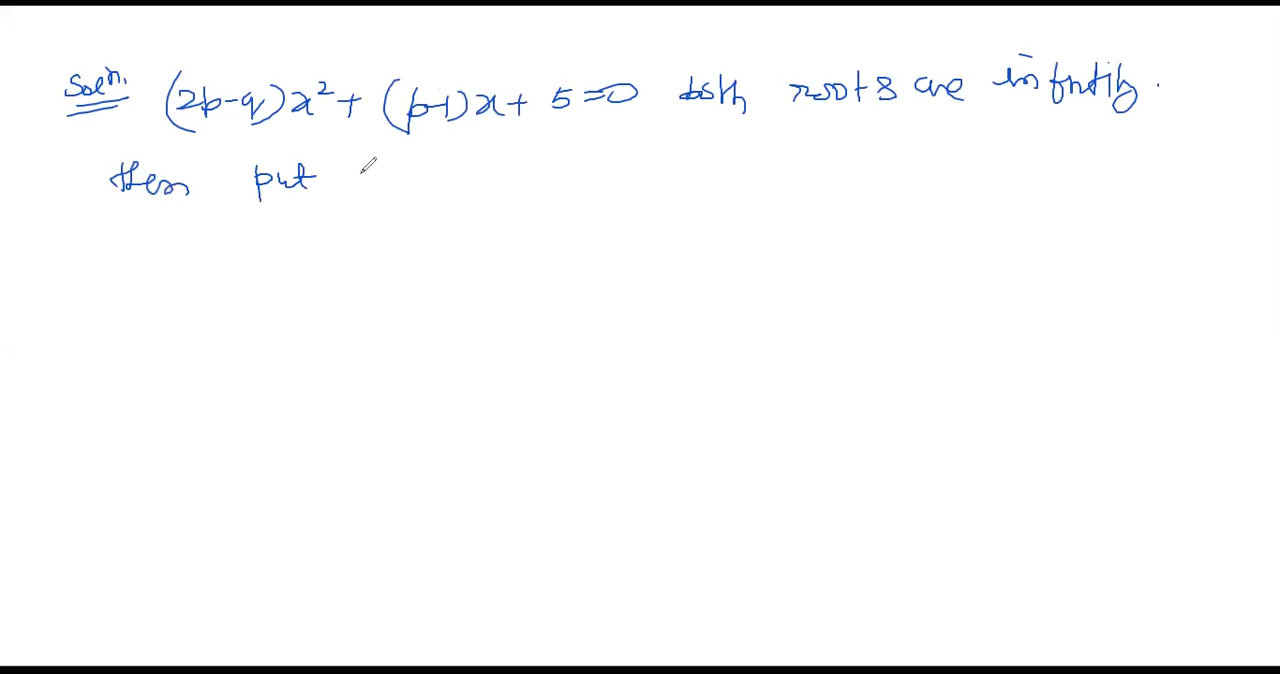 Soln. (2p-q)x² + (p-1)x + 5 = 0 both roots are infinity.
then put